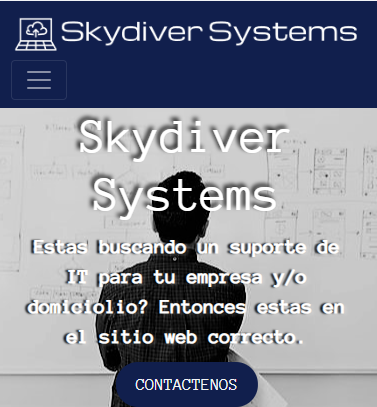 Skydiver Systems
Skydiver
Systems
Estas buscando un suporte de
IT para tu empresa y/o
domiciolio? Entonces estas en
el sitio web correcto.
CONTACTENOS